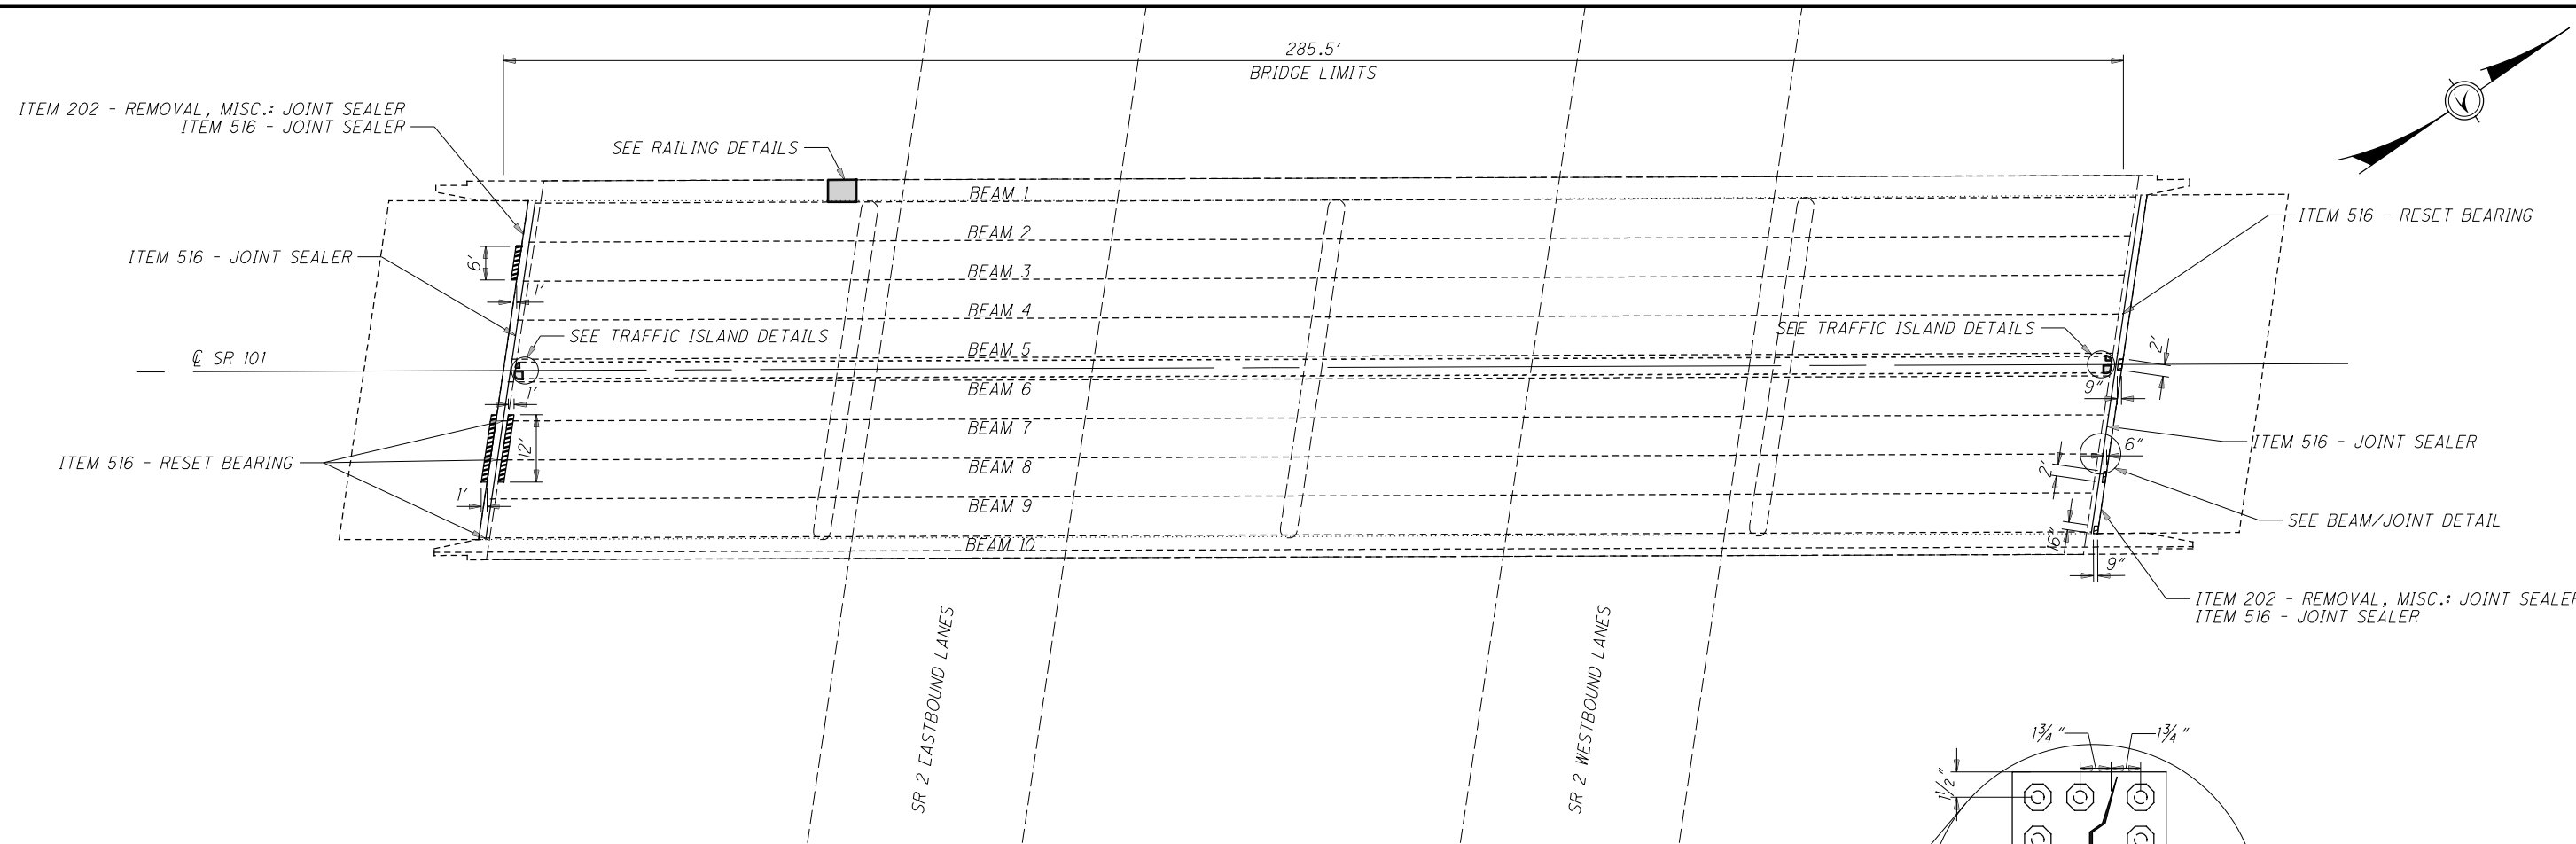 285.5'
BRIDGE LIMITS
ITEM 202 - REMOVAL, MISC.: JOINT SEALER
ITEM 516 - JOINT SEALER
SEE RAILING DETAILS
BEAM 1
ITEM 516 - RESET BEARING
BEAM 2
ITEM 516 - JOINT SEALER
6'
BEAM 3
1'
BEAM 4
SEE TRAFFIC ISLAND DETAILS
SEE TRAFFIC ISLAND DETAILS
BEAM 5
2'
℄ SR 101
1'
BEAM 6
9"
BEAM 7
12'
ITEM 516 - JOINT SEALER
6"
ITEM 516 - RESET BEARING
BEAM 8
2'
1'
BEAM 9
SEE BEAM/JOINT DETAIL
BEAM 10
16"
9"
ITEM 202 - REMOVAL, MISC.: JOINT SEALER
ITEM 516 - JOINT SEALER
SR 2 EASTBOUND LANES
SR 2 WESTBOUND LANES
1¾"
1¾"
1½"